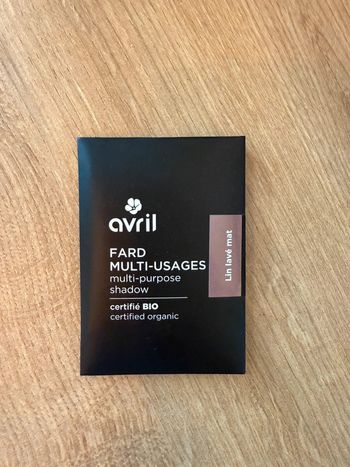 avril
FARD
MULTI-USAGES
multi-purpose
shadow
certifié BIO
certified organic
Lin lavé mat